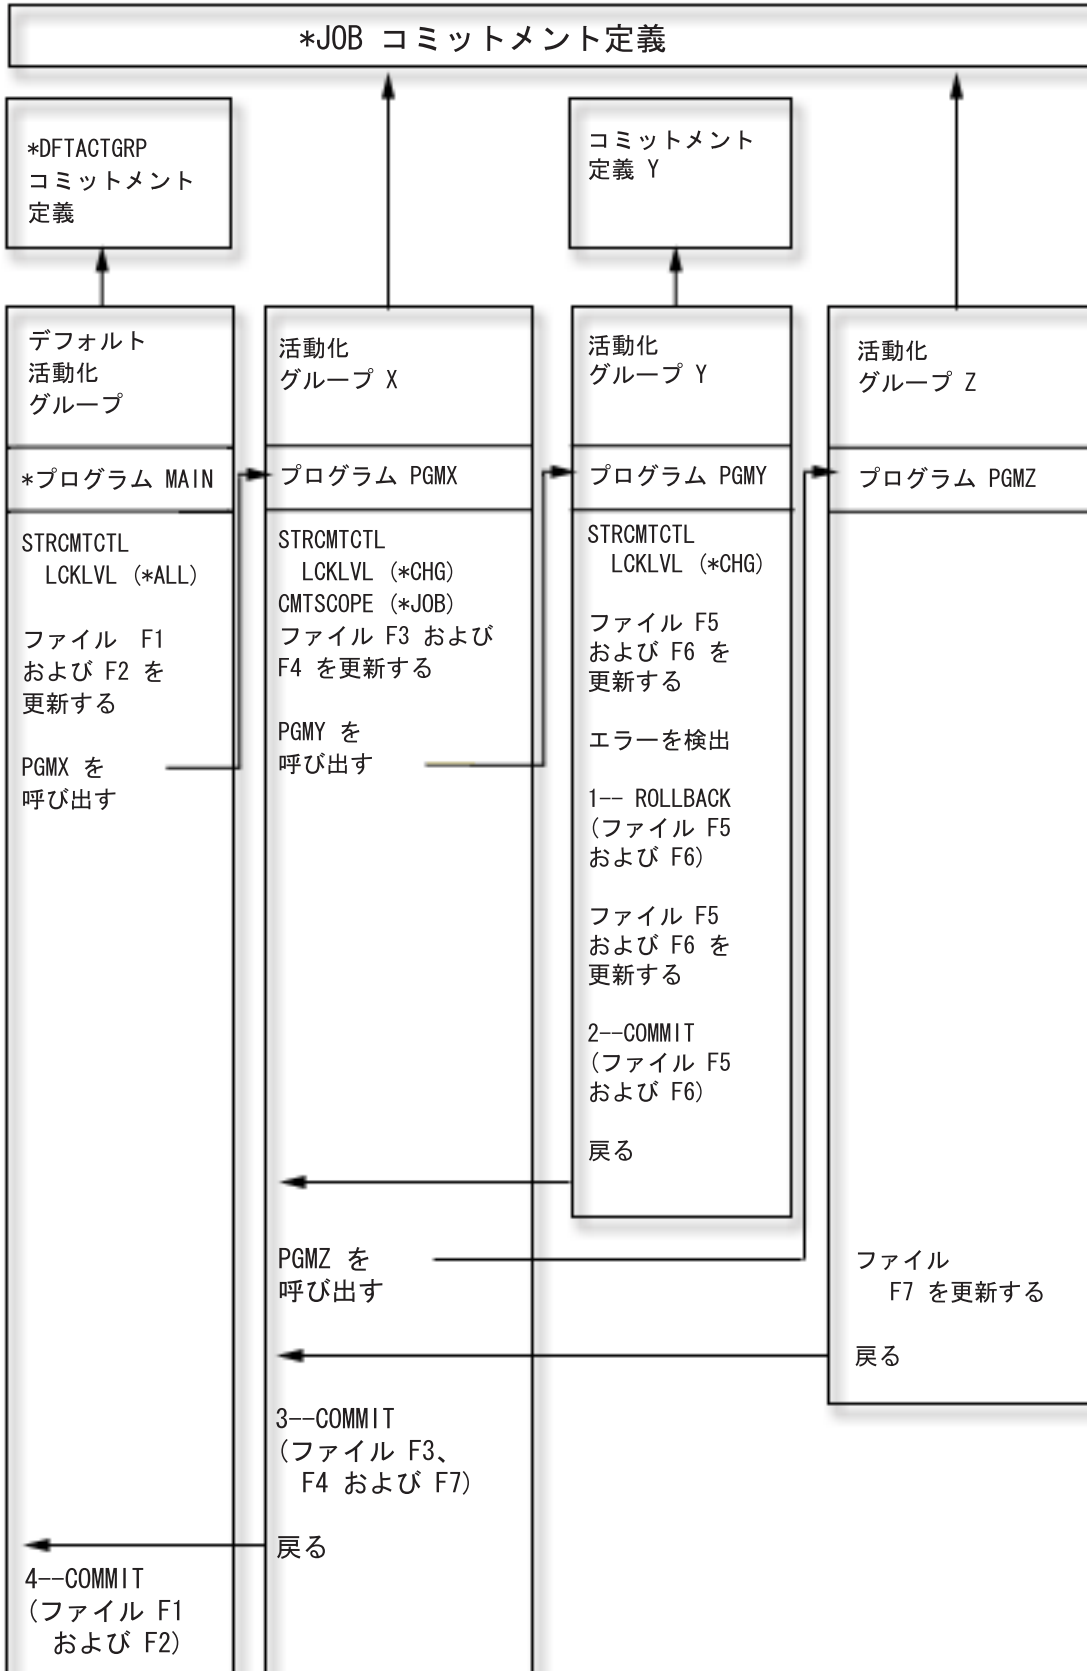 *JOB コミットメント定義
*DFTACTGRP
コミットメント
定義
コミットメント
定義 Y
デフォルト
活動化
グループ
活動化
グループ X
活動化
グループ Y
活動化
グループ Z
*プログラム MAIN
プログラム PGMX
プログラム PGMY
プログラム PGMZ
STRCMTCTL
LCKLVL (*ALL)
ファイル F1
および F2 を
更新する
PGMX を
呼び出す
STRCMTCTL
LCKLVL (*CHG)
CMTSCOPE (*JOB)
ファイル F3 および
F4 を更新する
PGMY を
呼び出す
STRCMTCTL
LCKLVL (*CHG)
ファイル F5
および F6 を
更新する
エラーを検出
1-- ROLLBACK
(ファイル F5
および F6)
ファイル F5
および F6 を
更新する
2--COMMIT
(ファイル F5
および F6)
戻る
PGMZ を
呼び出す
ファイル
F7 を更新する
戻る
3--COMMIT
(ファイル F3、
F4 および F7)
戻る
4--COMMIT
(ファイル F1
および F2)